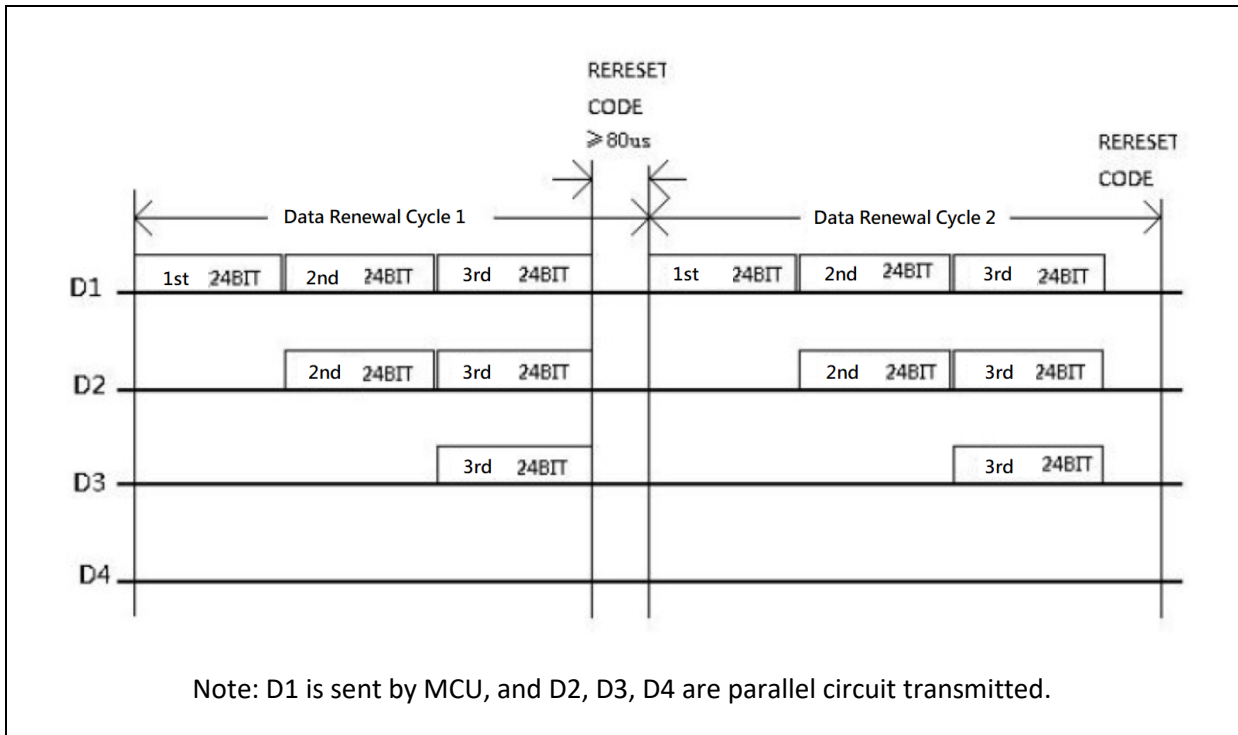 RERESET
CODE
≥80us
RERESET
CODE
Data Renewal Cycle 1
Data Renewal Cycle 2
D1
1st 24BIT
2nd 24BIT
3rd 24BIT
1st 24BIT
2nd 24BIT
3rd 24BIT
D2
2nd 24BIT
3rd 24BIT
2nd 24BIT
3rd 24BIT
D3
3rd 24BIT
3rd 24BIT
D4
Note: D1 is sent by MCU, and D2, D3, D4 are parallel circuit transmitted.